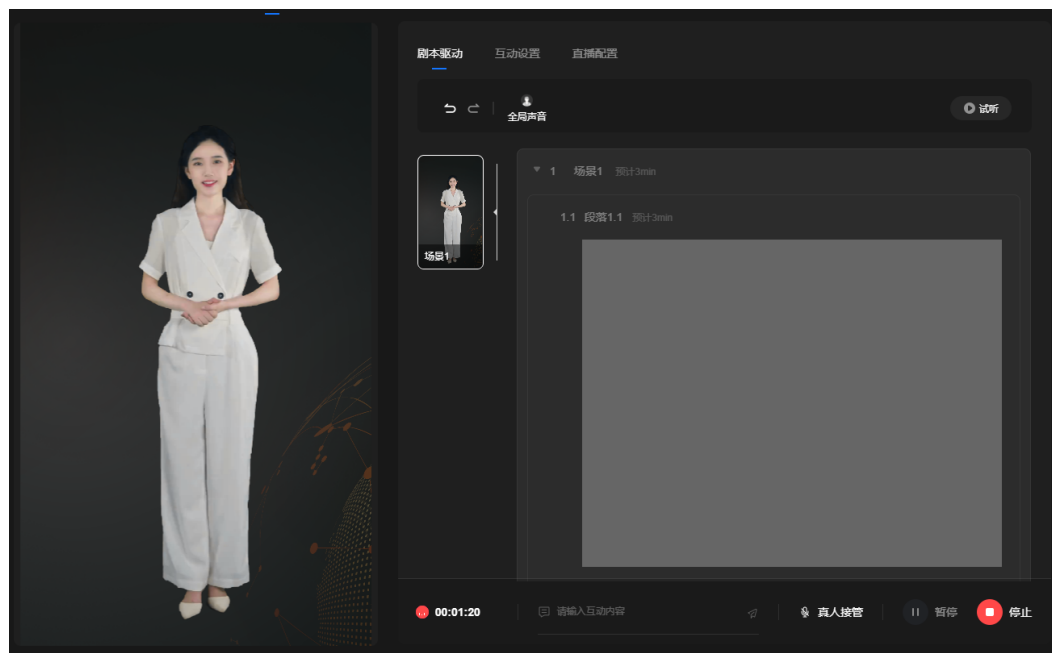 剧本驱动 互动设置 直播配置
全局声音
试听
场景1
1 场景1 预计3min
1.1 段落1.1 预计3min
00:01:20
请输入互动内容
真人接管
暂停
停止